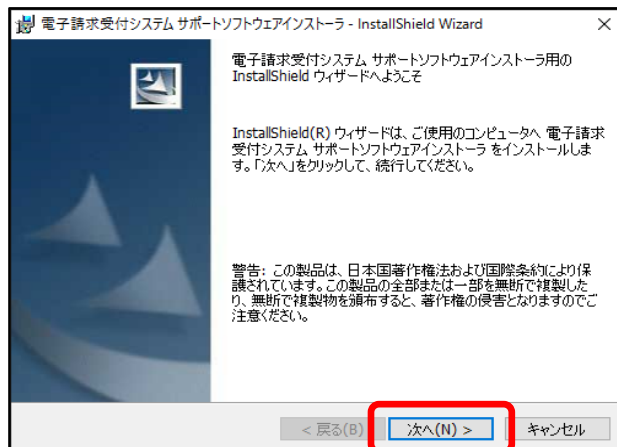 電子請求受付システム サポートソフトウェアインストーラ - InstallShield Wizard
電子請求受付システム サポートソフトウェアインストーラ用の
InstallShield ウィザードへようこそ
InstallShield(R) ウィザードは、ご使用のコンピュータへ 電子請求
受付システム サポートソフトウェアインストーラ をインストールしま
す。「次へ」をクリックして、続行してください。
警告: この製品は、日本国著作権法および国際条約により保
護されています。この製品の全部または一部を無断で複製した
り、無断で複製物を頒布すると、著作権の侵害となりますのでご
注意ください。
< 戻る(B)
次へ(N) >
キャンセル